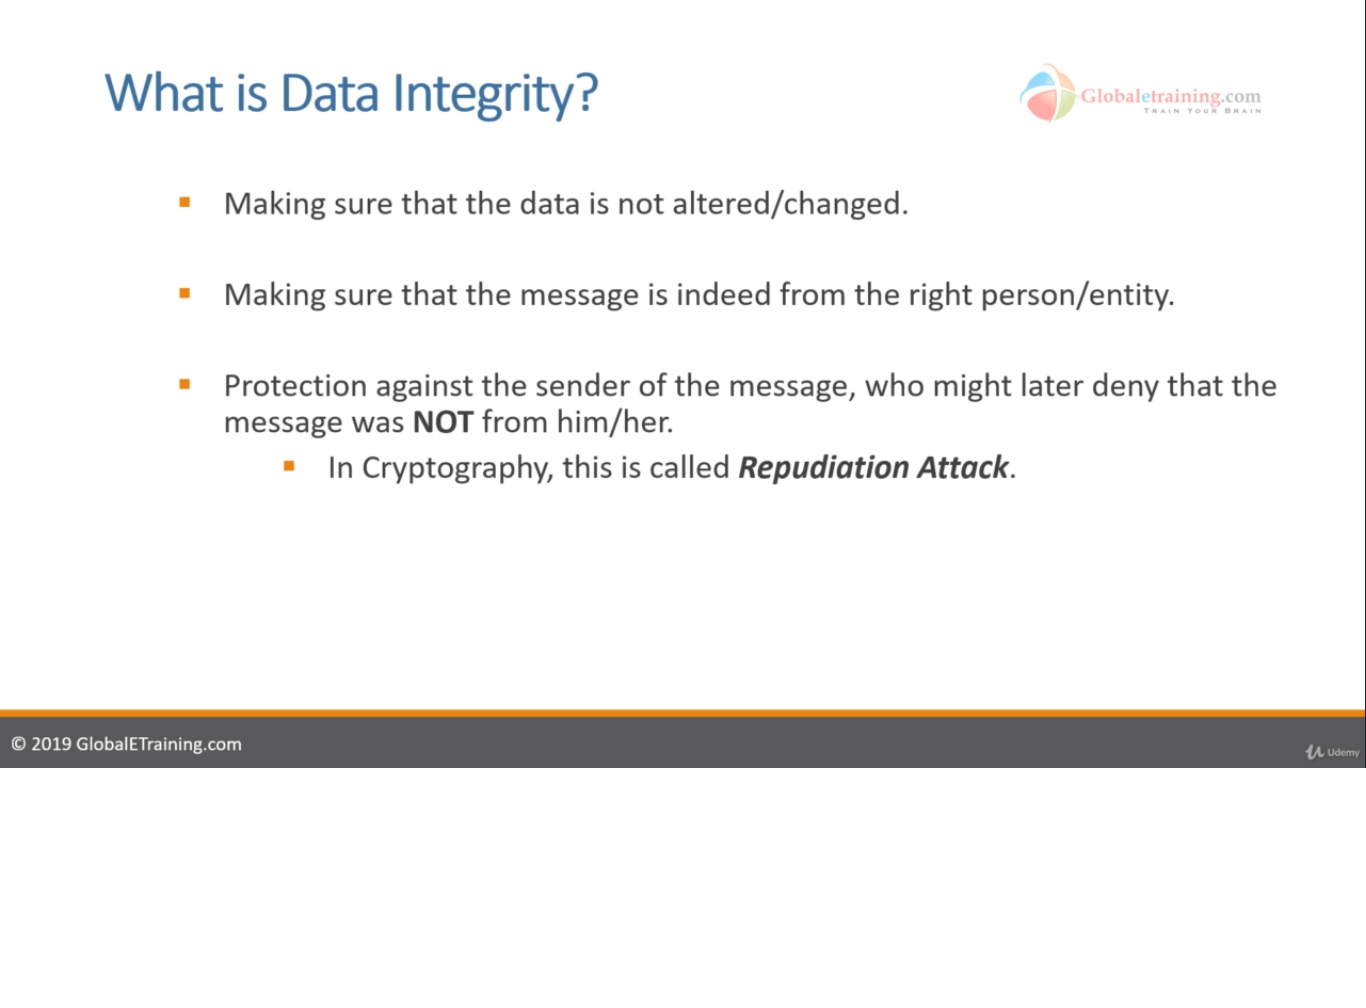 What is Data Integrity?
Globaletraining.com
TRAIN YOUR BRAIN
Making sure that the data is not altered/changed.
Making sure that the message is indeed from the right person/entity.
Protection against the sender of the message, who might later deny that the
message was NOT from him/her.
In Cryptography, this is called Repudiation Attack.
© 2019 GlobalETraining.com
Udemy